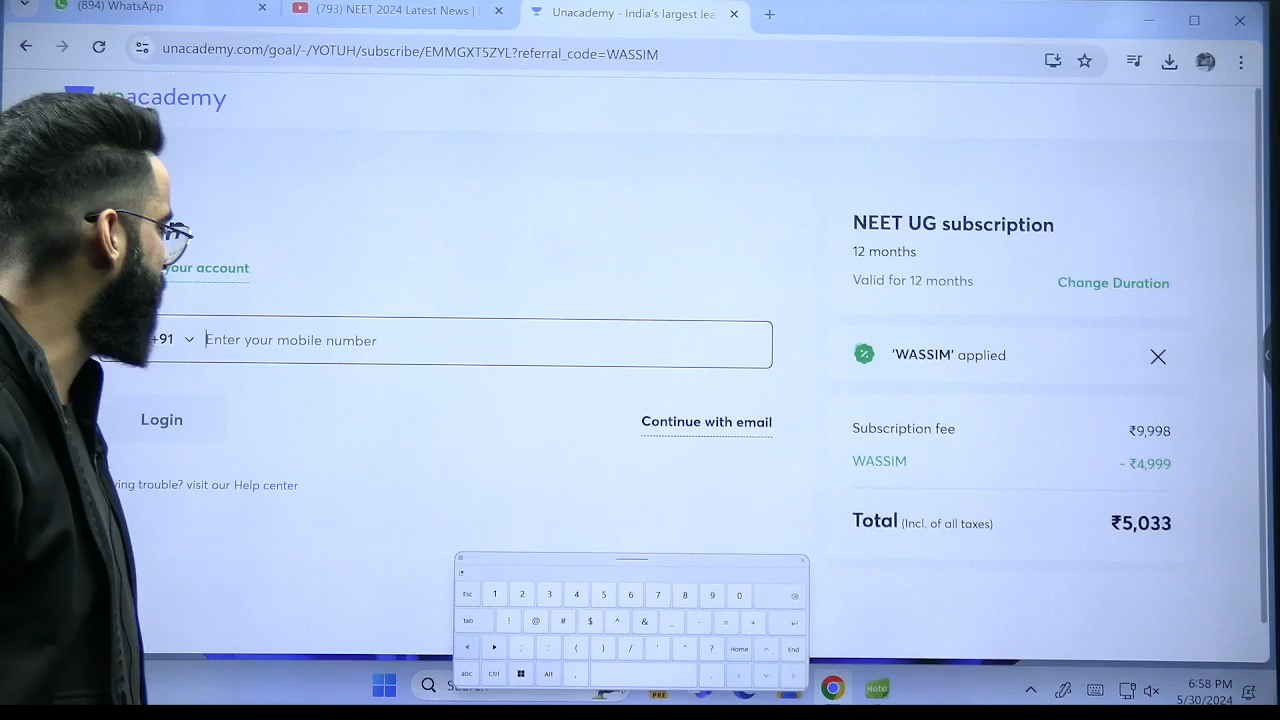 (894) WhatsApp
(793) NEET 2024 Latest News |
Unacademy - India's largest lea
unacademy.com/goal/-/YOTUH/subscribe/EMMGXT5ZYL?referral_code=WASSIM
unacademy
your account
+91
Enter your mobile number
Login
Continue with email
ving trouble? visit our Help center
NEET UG subscription
12 months
Valid for 12 months
Change Duration
'WASSIM' applied
Subscription fee
₹9,998
WASSIM
- ₹4,999
Total (Incl. of all taxes)
₹5,033
Esc 1 2 3 4 5 6 7 8 9 0
Tab ! @ # $ ^ & _ - = +
; : ( ) / ' " ? Home End
abc Ctrl Alt , .
PRE
Note
6:58 PM
5/30/2024